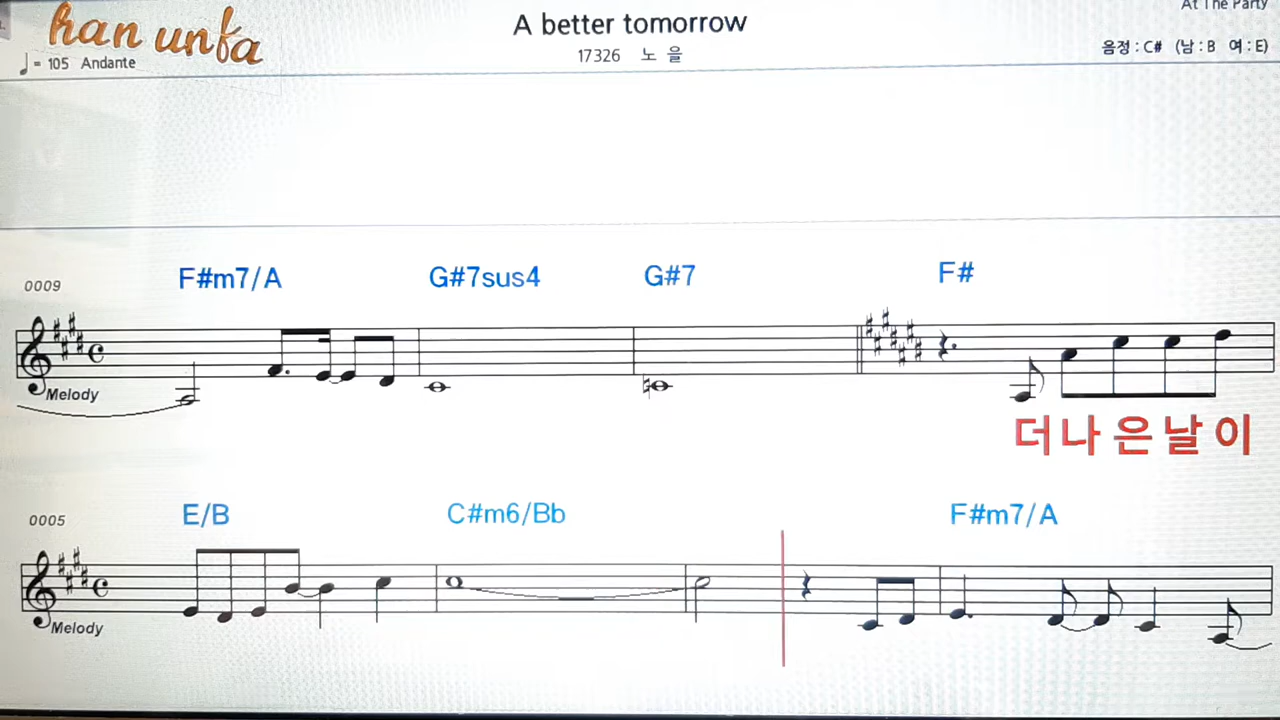 han unfa
A better tomorrow
At The Party
♩= 105 Andante
17326 노 을
음정 : C# (남 : B 여 : E)
0009
F#m7/A G#7sus4 G#7 F#
Melody
더 나 은 날 이
0005
E/B C#m6/Bb F#m7/A
Melody